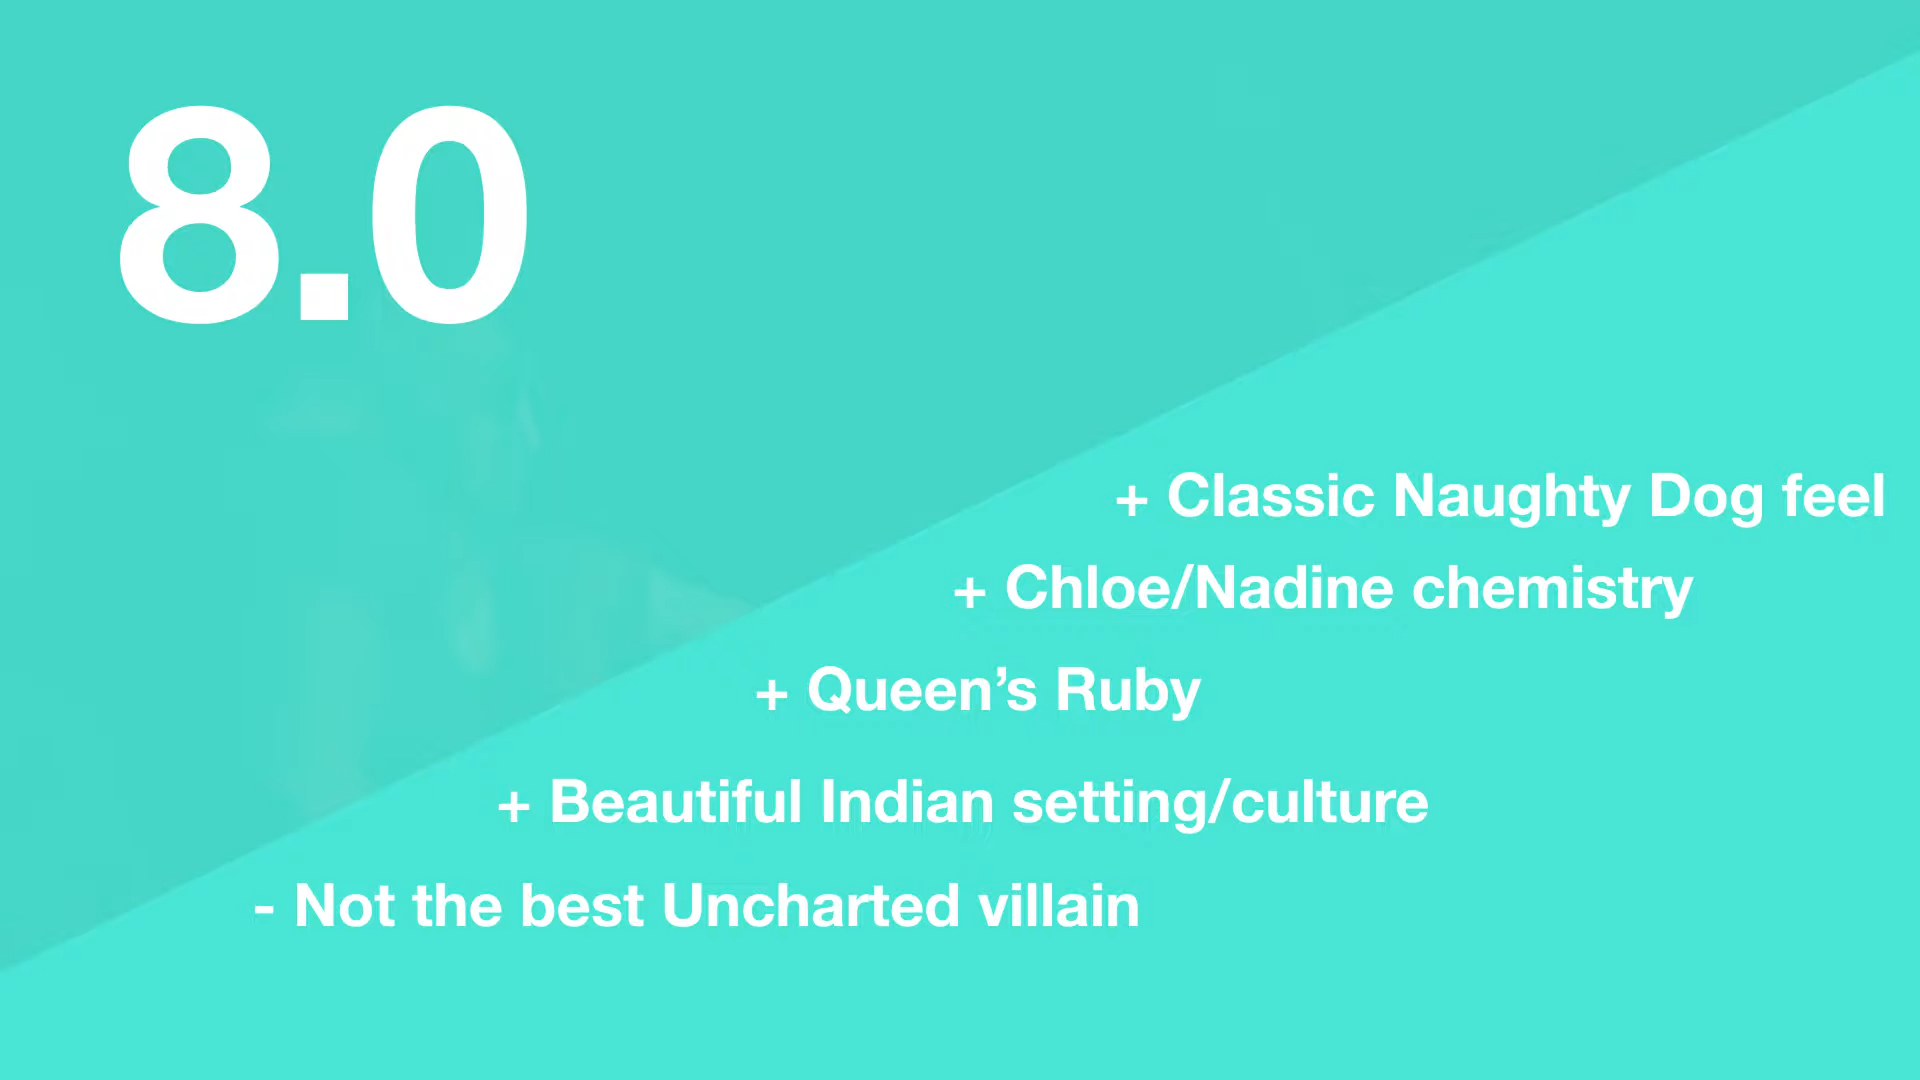 8.0
+ Classic Naughty Dog feel
+ Chloe/Nadine chemistry
+ Queen’s Ruby
+ Beautiful Indian setting/culture
- Not the best Uncharted villain